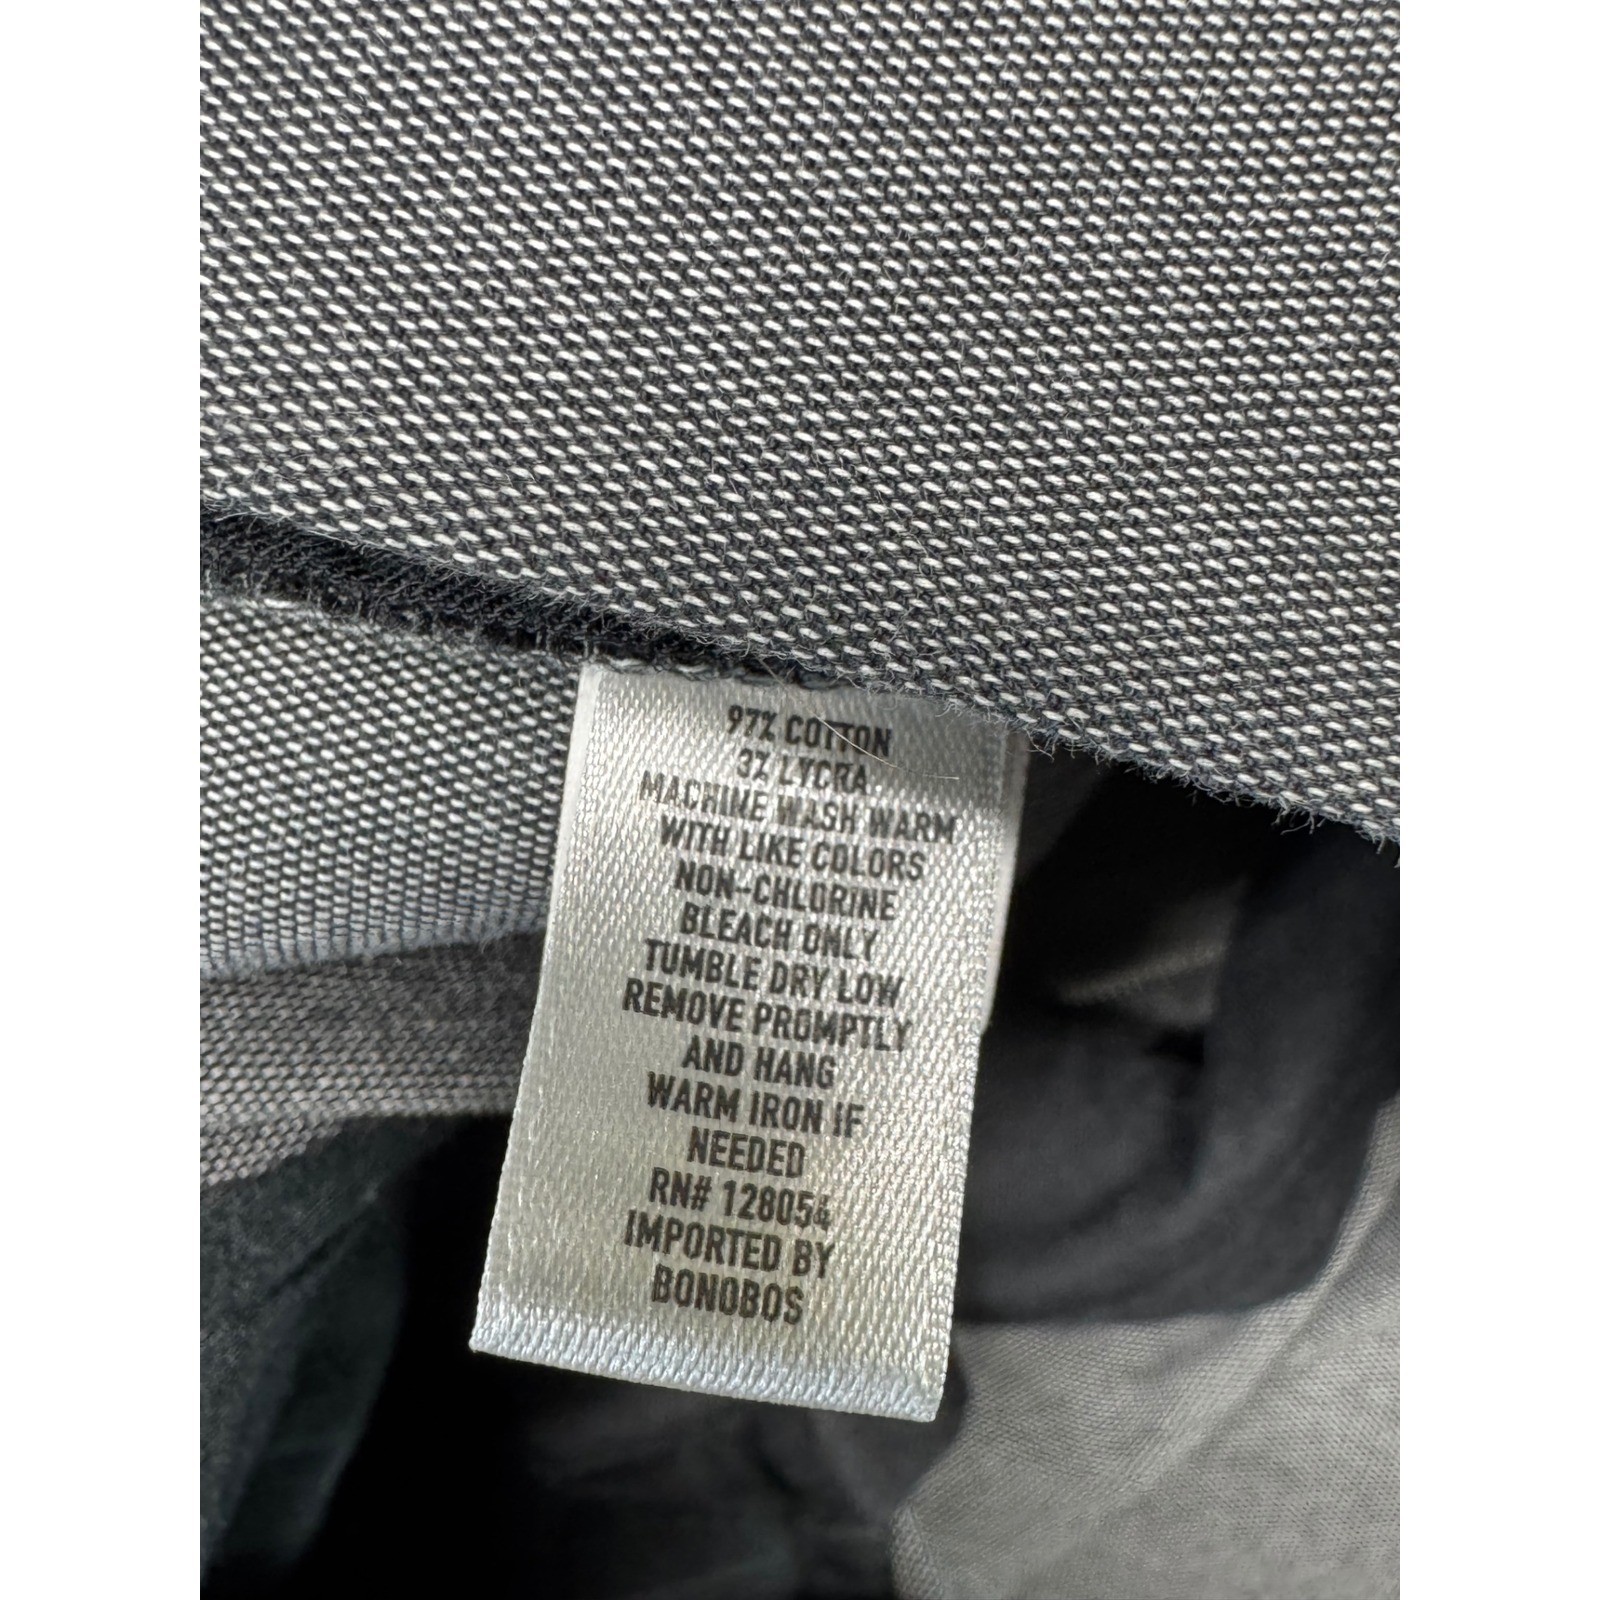 97% COTTON
3% LYCRA
MACHINE WASH WARM
WITH LIKE COLORS
NON-CHLORINE
BLEACH ONLY
TUMBLE DRY LOW
REMOVE PROMPTLY
AND HANG
WARM IRON IF
NEEDED
RN# 128054
IMPORTED BY
BONOBOS